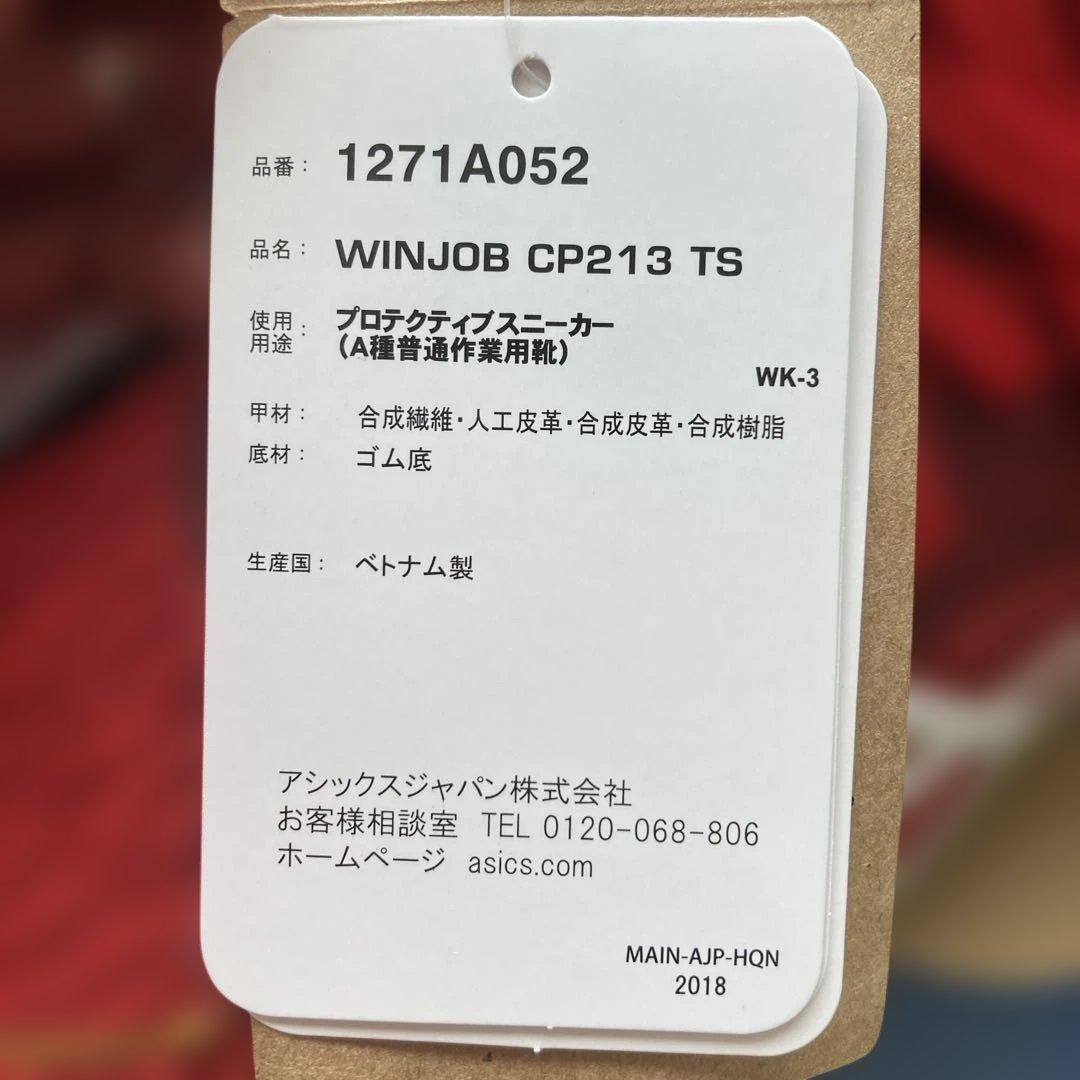 品番： 1271A052
品名： WINJOB CP213 TS
使用用途： プロテクティブスニーカー
（A種普通作業用靴）
WK-3
甲材： 合成繊維・人工皮革・合成皮革・合成樹脂
底材： ゴム底
生産国： ベトナム製
アシックスジャパン株式会社
お客様相談室 TEL 0120-068-806
ホームページ asics.com
MAIN-AJP-HQN
2018